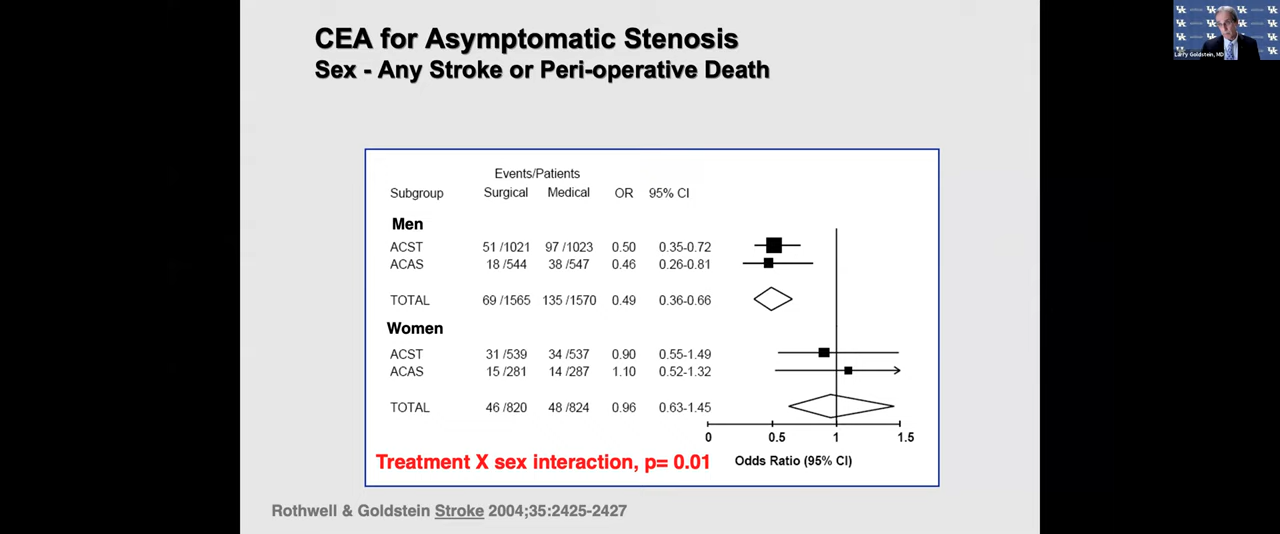 CEA for Asymptomatic Stenosis
Sex - Any Stroke or Peri-operative Death
Larry Goldstein, MD
Events/Patients
Subgroup Surgical Medical OR 95% CI
Men
ACST 51 /1021 97 /1023 0.50 0.35-0.72
ACAS 18 /544 38 /547 0.46 0.26-0.81
TOTAL 69 /1565 135 /1570 0.49 0.36-0.66
Women
ACST 31 /539 34 /537 0.90 0.55-1.49
ACAS 15 /281 14 /287 1.10 0.52-1.32
TOTAL 46 /820 48 /824 0.96 0.63-1.45
0 0.5 1 1.5
Treatment X sex interaction, p= 0.01
Odds Ratio (95% CI)
Rothwell & Goldstein Stroke 2004;35:2425-2427